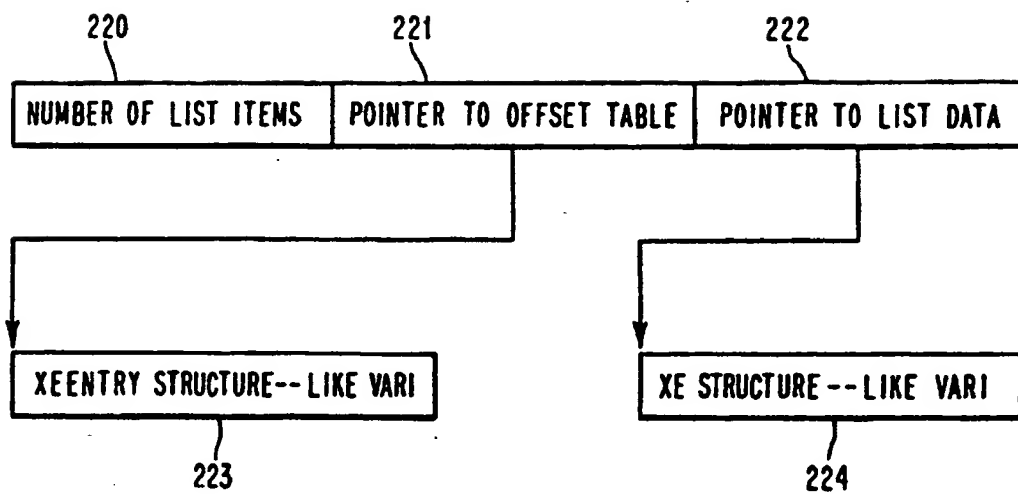 220 221 222
NUMBER OF LIST ITEMS POINTER TO OFFSET TABLE POINTER TO LIST DATA
XEENTRY STRUCTURE--LIKE VARI XE STRUCTURE--LIKE VARI
223 224